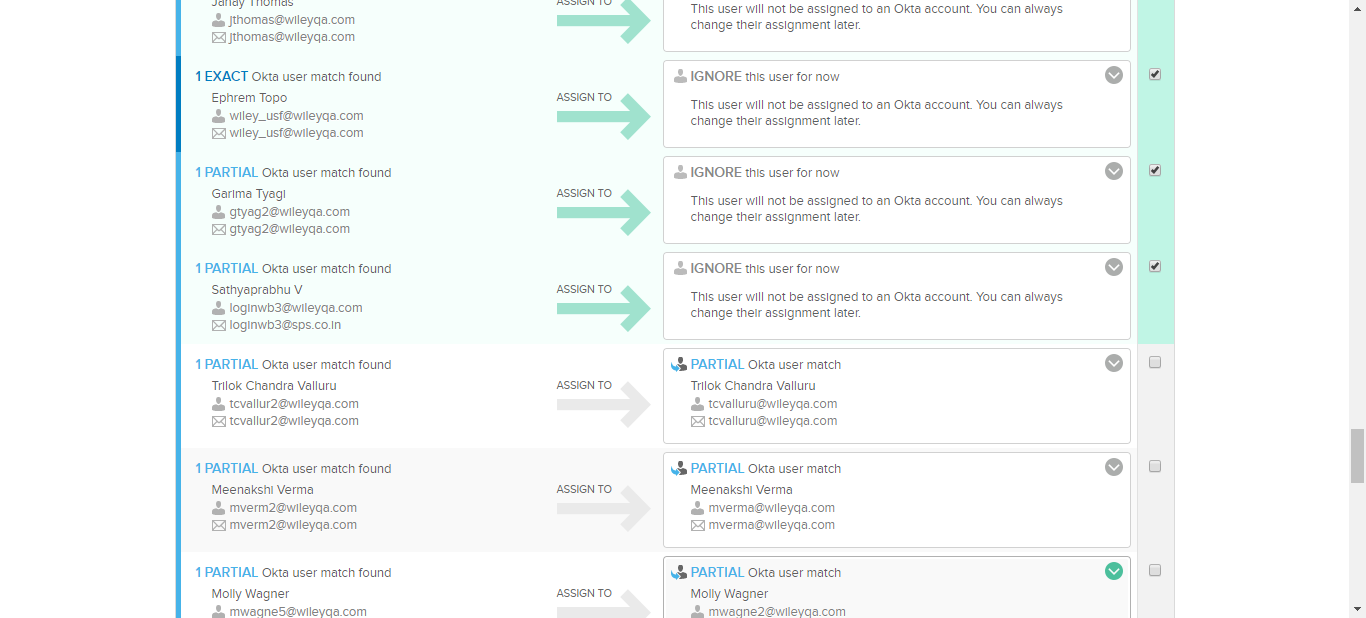 Janay Thomas
jthomas@wileyqa.com
jthomas@wileyqa.com
ASSIGN TO
This user will not be assigned to an Okta account. You can always
change their assignment later.
1 EXACT Okta user match found
Ephrem Topo
wiley_usf@wileyqa.com
wiley_usf@wileyqa.com
ASSIGN TO
IGNORE this user for now
This user will not be assigned to an Okta account. You can always
change their assignment later.
1 PARTIAL Okta user match found
Garima Tyagi
gtyag2@wileyqa.com
gtyag2@wileyqa.com
ASSIGN TO
IGNORE this user for now
This user will not be assigned to an Okta account. You can always
change their assignment later.
1 PARTIAL Okta user match found
Sathyaprabhu V
loginwb3@wileyqa.com
loginwb3@sps.co.in
ASSIGN TO
IGNORE this user for now
This user will not be assigned to an Okta account. You can always
change their assignment later.
1 PARTIAL Okta user match found
Trilok Chandra Valluru
tcvallur2@wileyqa.com
tcvallur2@wileyqa.com
ASSIGN TO
PARTIAL Okta user match
Trilok Chandra Valluru
tcvalluru@wileyqa.com
tcvalluru@wileyqa.com
1 PARTIAL Okta user match found
Meenakshi Verma
mverm2@wileyqa.com
mverm2@wileyqa.com
ASSIGN TO
PARTIAL Okta user match
Meenakshi Verma
mverma@wileyqa.com
mverma@wileyqa.com
1 PARTIAL Okta user match found
Molly Wagner
mwagne5@wileyqa.com
ASSIGN TO
PARTIAL Okta user match
Molly Wagner
mwagne2@wileyqa.com